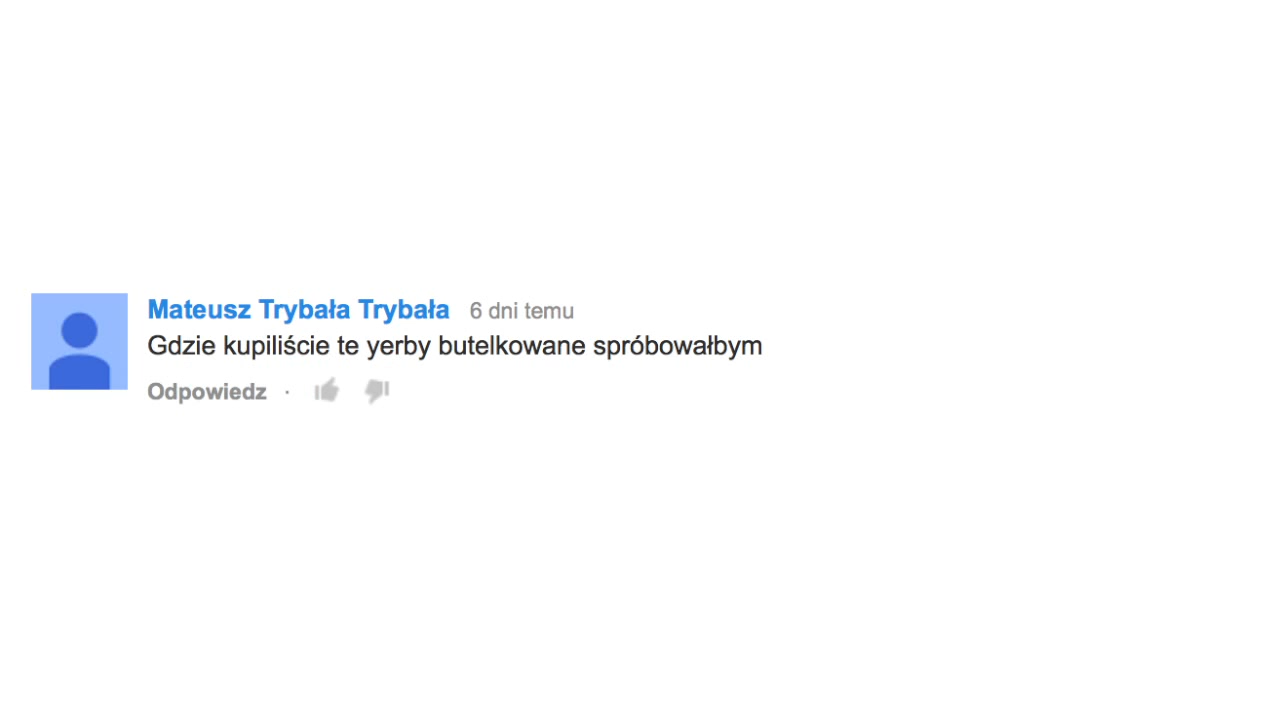 Mateusz Trybała Trybała 6 dni temu
Gdzie kupiliście te yerby butelkowane spróbowałbym
Odpowiedz ·